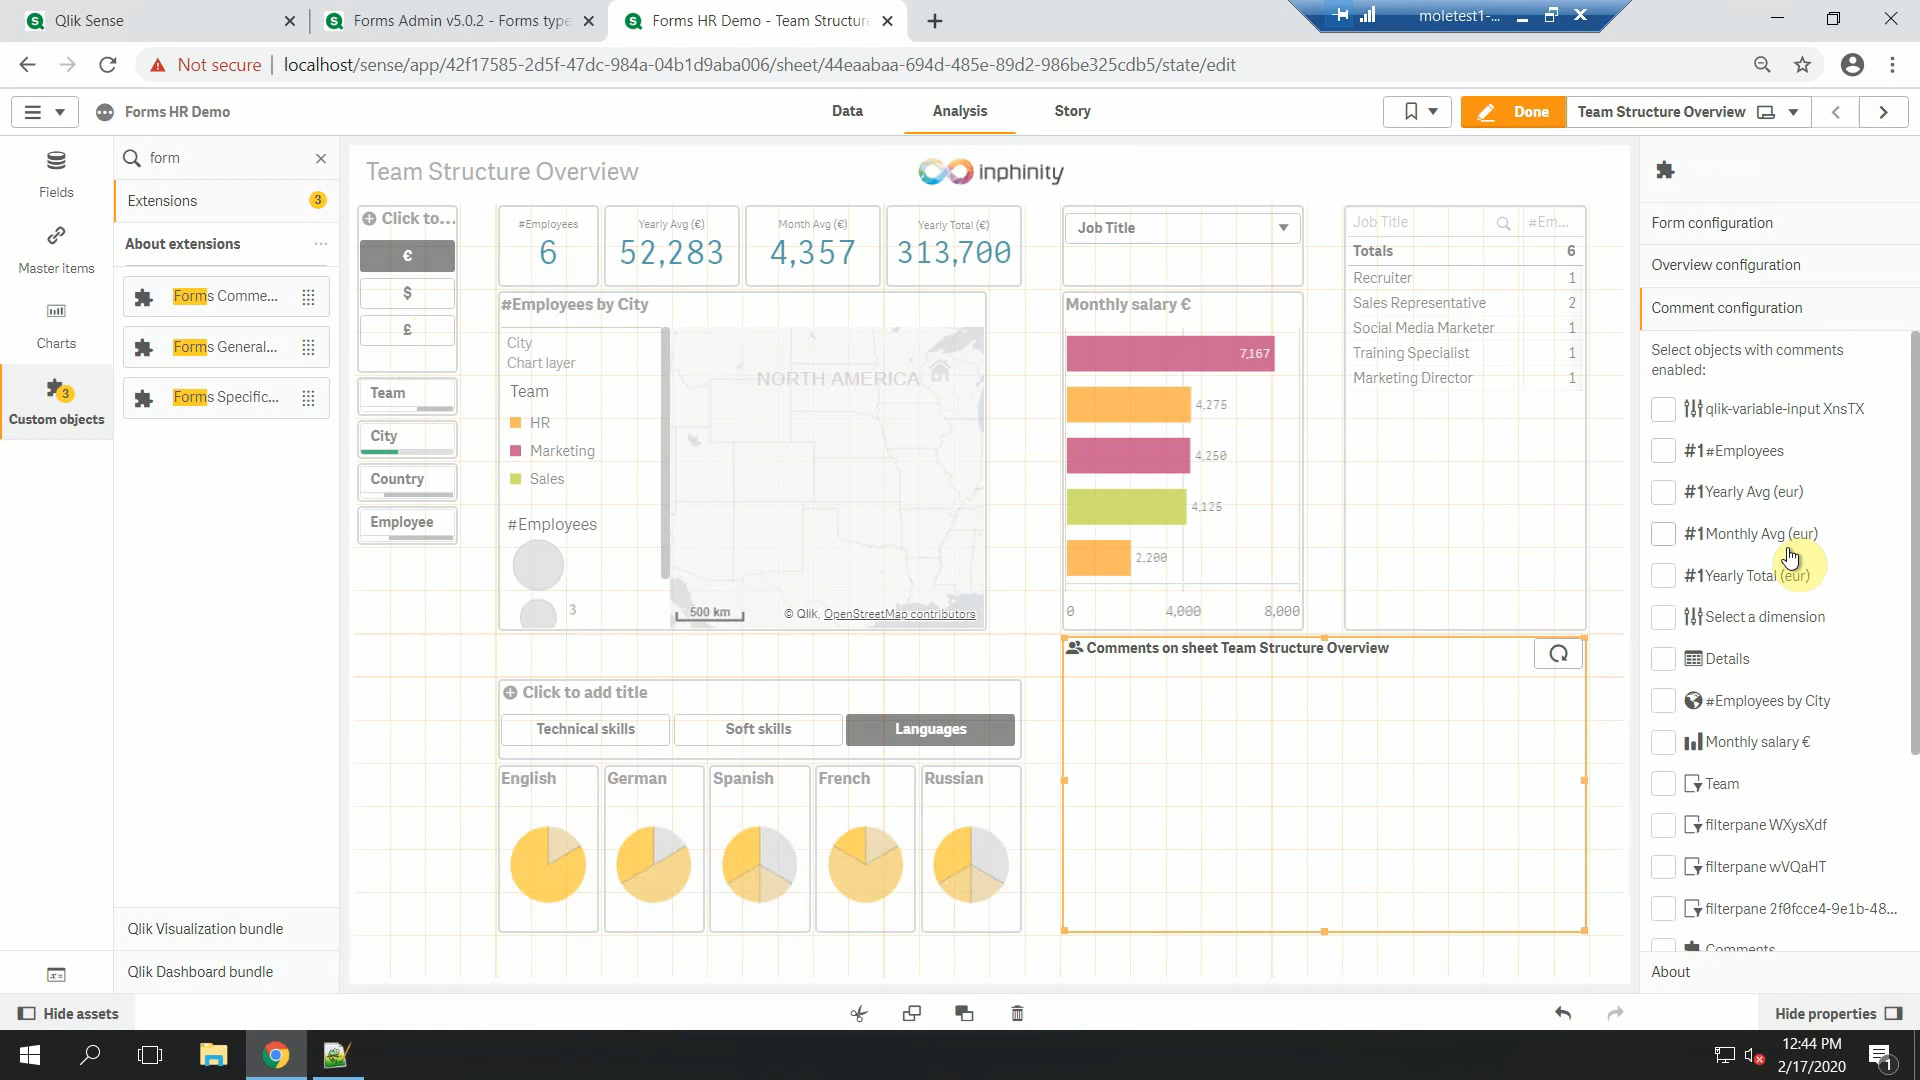 Qlik Sense
Forms Admin v5.0.2 - Forms type
Forms HR Demo - Team Structure
moletest1-...
Not secure
localhost/sense/app/42f17585-2d5f-47dc-984a-04b1d9aba006/sheet/44eaabaa-694d-485e-89d2-986be325cdb5/state/edit
Forms HR Demo
Data
Analysis
Story
Done
Team Structure Overview
Fields
Master items
Charts
3
Custom objects
form
Extensions
3
About extensions
...
Forms Comme...
Forms General...
Forms Specific...
Qlik Visualization bundle
Qlik Dashboard bundle
Team Structure Overview
inphinity
Click to...
€
$
£
Team
City
Country
Employee
#Employees
6
Yearly Avg (€)
52,283
Month Avg (€)
4,357
Yearly Total (€)
313,700
#Employees by City
City
Chart layer
Team
HR
Marketing
Sales
#Employees
3
NORTH AMERICA
500 km
© Qlik, OpenStreetMap contributors
Job Title
Monthly salary €
7,167
4,275
4,250
4,125
2,200
0
4,000
8,000
Job Title
#Em...
Totals 6
Recruiter 1
Sales Representative 2
Social Media Marketer 1
Training Specialist 1
Marketing Director 1
Comments on sheet Team Structure Overview
Click to add title
Technical skills
Soft skills
Languages
English
German
Spanish
French
Russian
Form configuration
Overview configuration
Comment configuration
Select objects with comments
enabled:
qlik-variable-input XnsTX
#1 #Employees
#1 Yearly Avg (eur)
#1 Monthly Avg (eur)
#1 Yearly Total (eur)
Select a dimension
Details
#Employees by City
Monthly salary €
Team
filterpane WXysXdf
filterpane wVQaHT
filterpane 2f0fcce4-9e1b-48...
Comments
About
Hide assets
Hide properties
12:44 PM
2/17/2020
1